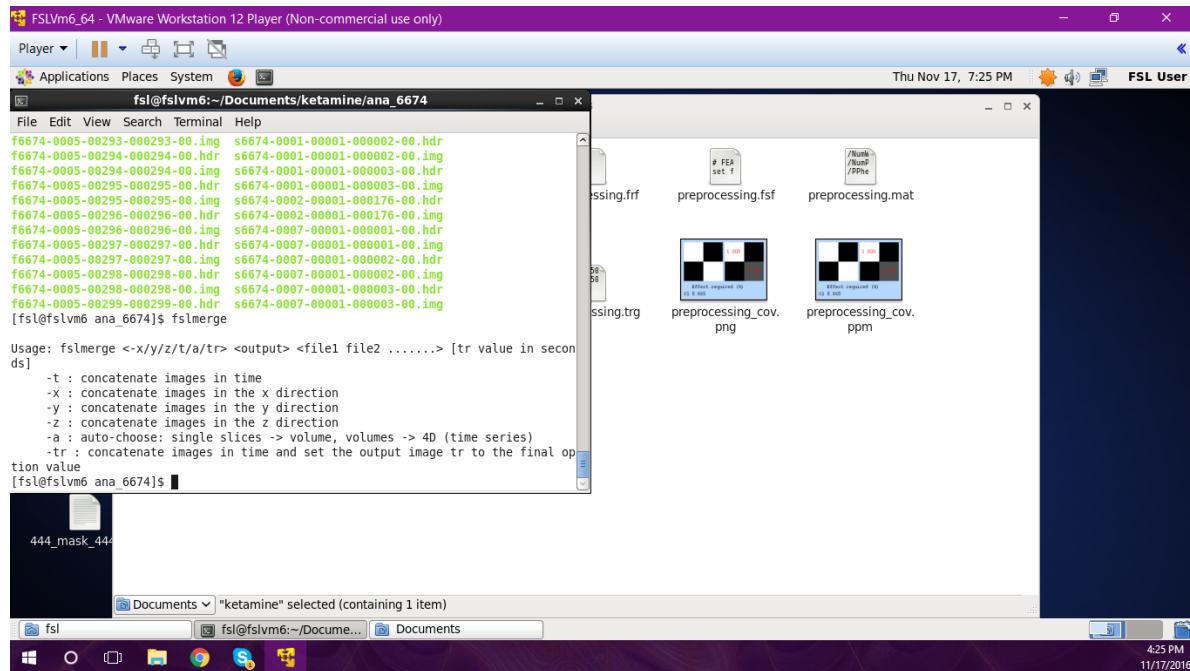 FSLVm6_64 - VMware Workstation 12 Player (Non-commercial use only)
Player
Applications Places System
Thu Nov 17, 7:25 PM
FSL User
fsl@fslvm6:~/Documents/ketamine/ana_6674
File Edit View Search Terminal Help
f6674-0005-00293-000293-00.img s6674-0001-00001-000002-00.hdr
f6674-0005-00294-000294-00.hdr s6674-0001-00001-000002-00.img
f6674-0005-00294-000294-00.img s6674-0001-00001-000003-00.hdr
f6674-0005-00295-000295-00.hdr s6674-0001-00001-000003-00.img
f6674-0005-00295-000295-00.img s6674-0002-00001-000176-00.hdr
f6674-0005-00296-000296-00.hdr s6674-0002-00001-000176-00.img
f6674-0005-00296-000296-00.img s6674-0007-00001-000001-00.hdr
f6674-0005-00297-000297-00.hdr s6674-0007-00001-000001-00.img
f6674-0005-00297-000297-00.img s6674-0007-00001-000002-00.hdr
f6674-0005-00298-000298-00.hdr s6674-0007-00001-000002-00.img
f6674-0005-00298-000298-00.img s6674-0007-00001-000003-00.hdr
f6674-0005-00299-000299-00.hdr s6674-0007-00001-000003-00.img
[fsl@fslvm6 ana_6674]$ fslmerge
Usage: fslmerge <-x/y/z/t/a/tr> <output> <file1 file2 .......> [tr value in secon
ds]
-t : concatenate images in time
-x : concatenate images in the x direction
-y : concatenate images in the y direction
-z : concatenate images in the z direction
-a : auto-choose: single slices -> volume, volumes -> 4D (time series)
-tr : concatenate images in time and set the output image tr to the final op
tion value
[fsl@fslvm6 ana_6674]$
# FEA
set f
/NumW
/NumP
/PPhe
essing.frf
preprocessing.fsf
preprocessing.mat
ssing.trg
preprocessing_cov.
png
preprocessing_cov.
ppm
444_mask_444
Documents
"ketamine" selected (containing 1 item)
fsl
fsl@fslvm6:~/Docume...
Documents
4:25 PM
11/17/2016